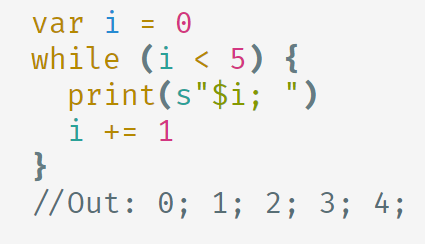 var i = 0
while (i < 5) {
  print(s"$i; ")
  i += 1
}
//Out: 0; 1; 2; 3; 4;